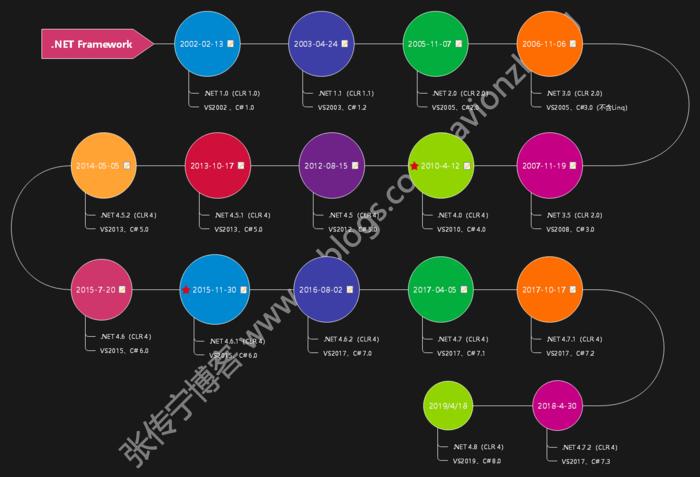 .NET Framework
2002-02-13
.NET 1.0 (CLR 1.0)
VS2002 、C# 1.0
2003-04-24
.NET 1.1 (CLR 1.1)
VS2003、C# 1.2
2005-11-07
.NET 2.0 (CLR 2.0)
VS2005、C#2.0
2006-11-06
.NET 3.0 (CLR 2.0)
VS2005、C#3.0 (不含Linq)
2007-11-19
.NET 3.5 (CLR 2.0)
VS2008、C# 3.0
2010-4-12
.NET 4.0 (CLR 4)
VS2010、C# 4.0
2012-08-15
.NET 4.5 (CLR 4)
VS2012、C# 5.0
2013-10-17
.NET 4.5.1 (CLR 4)
VS2013、C# 5.0
2014-05-05
.NET 4.5.2 (CLR 4)
VS2013、C# 5.0
2015-7-20
.NET 4.6 (CLR 4)
VS2015、C# 6.0
2015-11-30
.NET 4.6.1 (CLR 4)
VS2015、C# 6.0
2016-08-02
.NET 4.6.2 (CLR 4)
VS2017、C# 7.0
2017-04-05
.NET 4.7 (CLR 4)
VS2017、C# 7.1
2017-10-17
.NET 4.7.1 (CLR 4)
VS2017、C# 7.2
2018-4-30
.NET 4.7.2 (CLR 4)
VS2017、C# 7.3
2019/4/18
.NET 4.8 (CLR 4)
VS2019、C# 8.0
张传宁博客